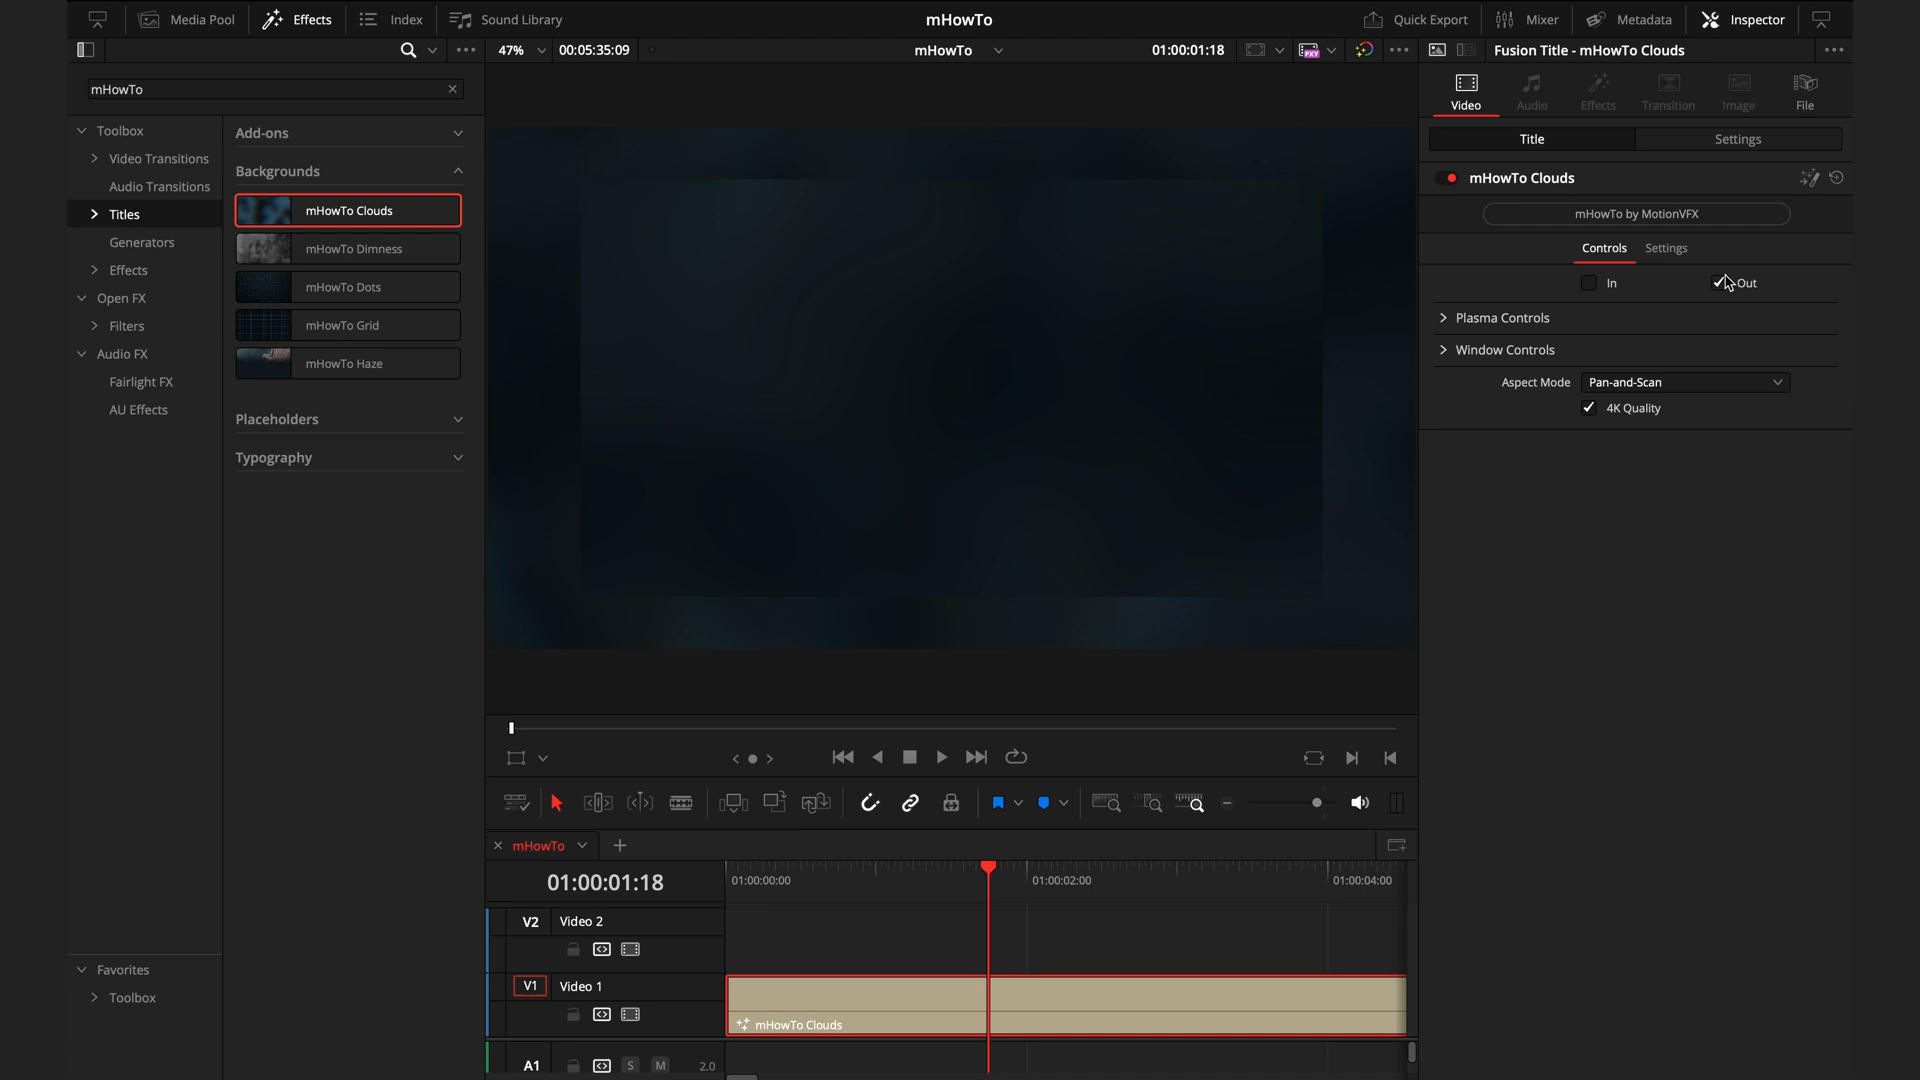 Media Pool
Effects
Index
Sound Library
mHowTo
Quick Export
Mixer
Metadata
Inspector
47%
00:05:35:09
mHowTo
01:00:01:18
PXY
Fusion Title - mHowTo Clouds
mHowTo
Toolbox
Video Transitions
Audio Transitions
Titles
Generators
Effects
Open FX
Filters
Audio FX
Fairlight FX
AU Effects
Favorites
Toolbox
Add-ons
Backgrounds
mHowTo Clouds
mHowTo Dimness
mHowTo Dots
mHowTo Grid
mHowTo Haze
Placeholders
Typography
Video
Audio
Effects
Transition
Image
File
Title
Settings
mHowTo Clouds
mHowTo by MotionVFX
Controls
Settings
In
Out
Plasma Controls
Window Controls
Aspect Mode
Pan-and-Scan
4K Quality
mHowTo
01:00:01:18
01:00:00:00
01:00:02:00
01:00:04:00
V2
Video 2
V1
Video 1
mHowTo Clouds
A1
S
M
2.0